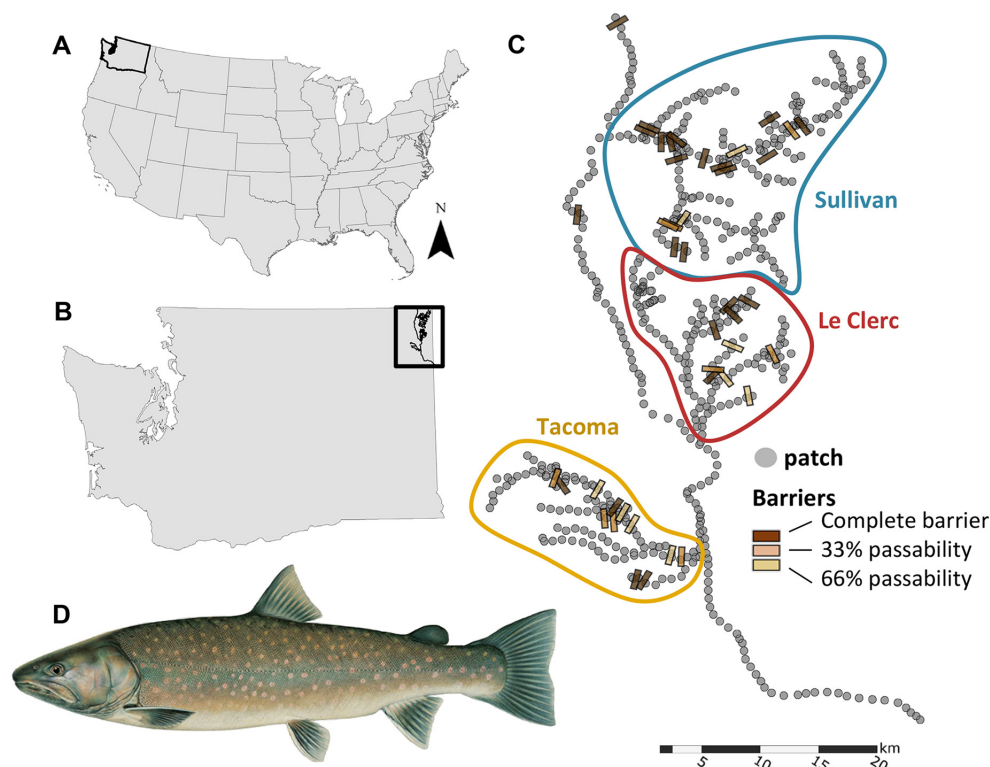 A
N
B
C
Sullivan
Le Clerc
Tacoma
patch
Barriers
Complete barrier
33% passability
66% passability
D
km
5
10
15
20